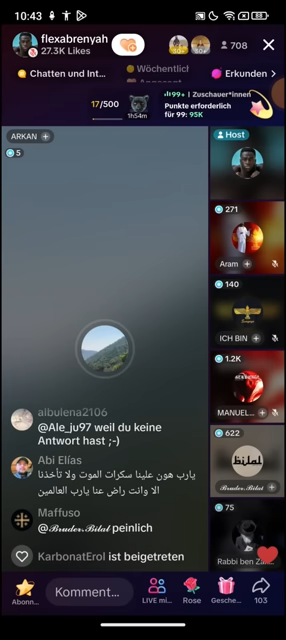 10:43
88
flexabrenyah
27.3K Likes
708
Chatten und Int...
Wöchentlich
Erkunden >
17/500
1h54m
99+ | Zuschauer*innen
Punkte erforderlich
für 99: 95K
ARKAN +
5
Host
271
Aram +
140
ICH BIN +
1.2K
MANUEL... +
622
bilal
𝓑𝓻𝓾𝓭𝓮𝓻.𝓑𝓲𝓵𝓪𝓵 +
75
Rabbi ben Za...
albulena2106
@Ale_ju97 weil du keine
Antwort hast ;-)
Abi Elías
يارب هون علينا سكرات الموت ولا تأخذنا
الا وانت راض عنا يارب العالمين
Maffuso
@𝓑𝓻𝓾𝓭𝓮𝓻.𝓑𝓲𝓵𝓪𝓵 peinlich
KarbonatErol ist beigetreten
Abonn...
Komment...
LIVE mi...
Rose
Gesche...
103